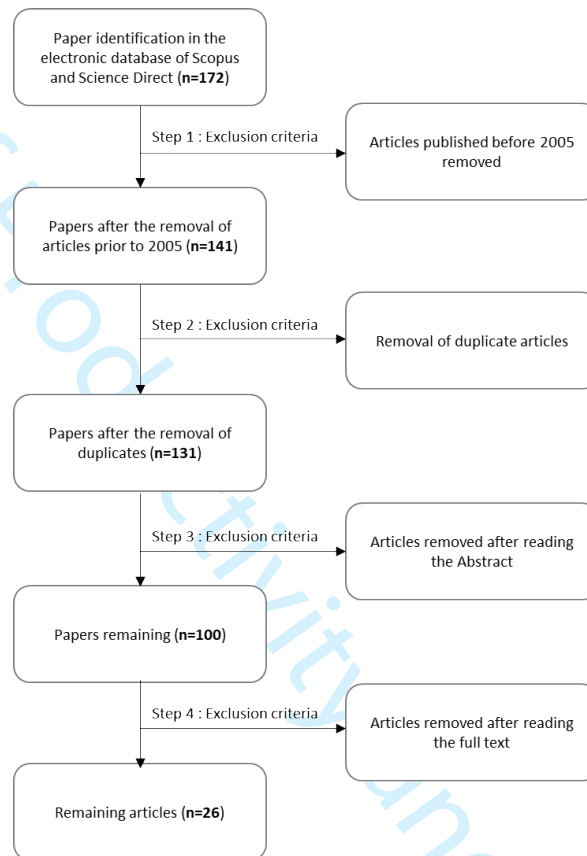 Paper identification in the
electronic database of Scopus
and Science Direct (n=172)
Step 1 : Exclusion criteria
Articles published before 2005
removed
Papers after the removal of
articles prior to 2005 (n=141)
Step 2 : Exclusion criteria
Removal of duplicate articles
Papers after the removal of
duplicates (n=131)
Step 3 : Exclusion criteria
Articles removed after reading
the Abstract
Papers remaining (n=100)
Step 4 : Exclusion criteria
Articles removed after reading
the full text
Remaining articles (n=26)